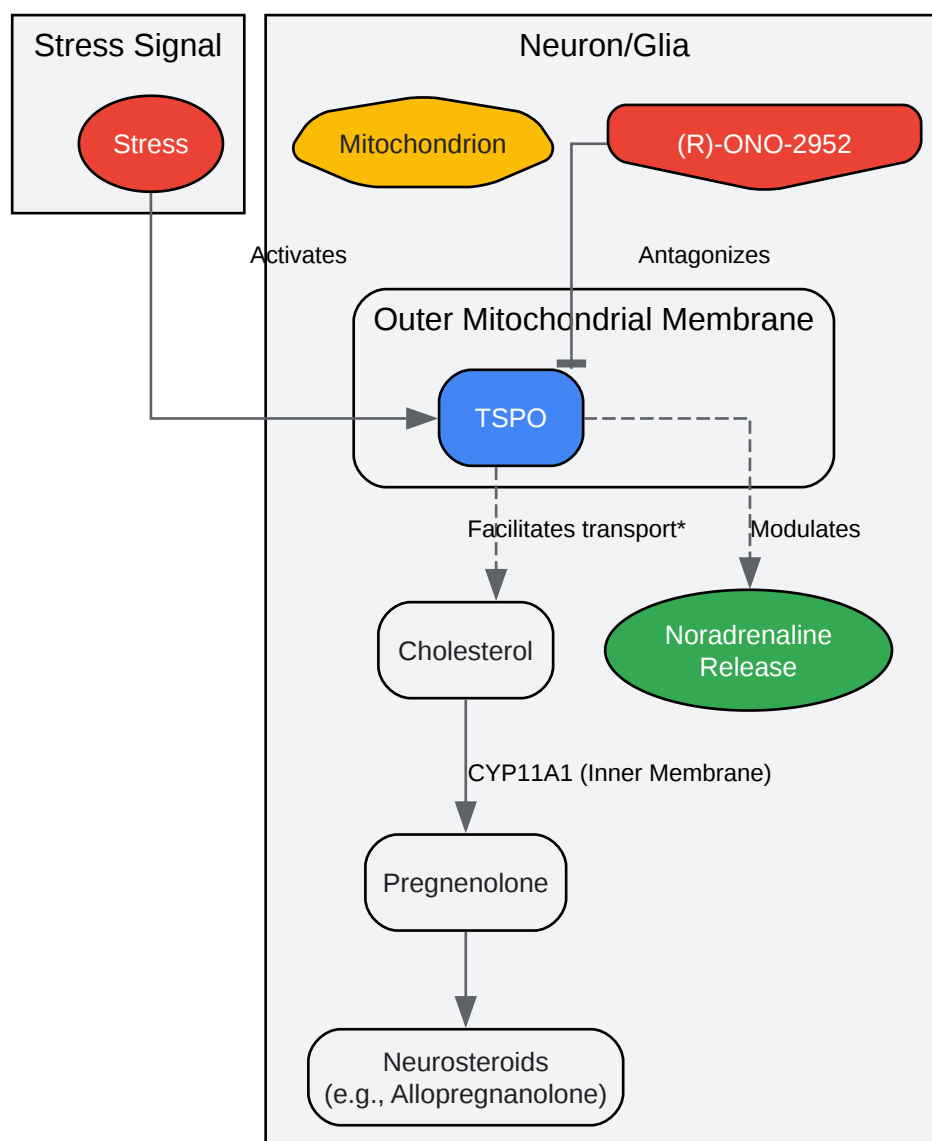 Stress Signal
Neuron/Glia
Stress
Mitochondrion
(R)-ONO-2952
Activates
Antagonizes
Outer Mitochondrial Membrane
TSPO
Facilitates transport*
Modulates
Cholesterol
Noradrenaline
Release
CYP11A1 (Inner Membrane)
Pregnenolone
Neurosteroids
(e.g., Allopregnanolone)